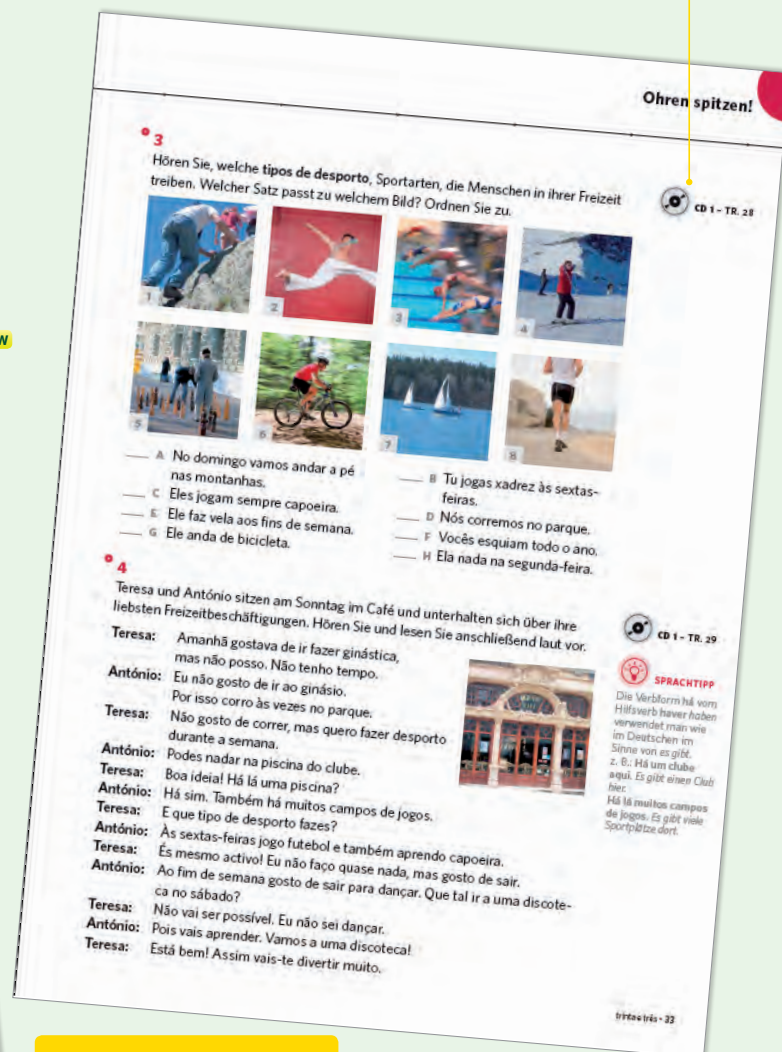 Ohren spitzen!
3
Hören Sie, welche tipos de desporto, Sportarten, die Menschen in ihrer Freizeit
treiben. Welcher Satz passt zu welchem Bild? Ordnen Sie zu.
CD 1 – TR. 28
1
2
3
4
W
5
6
7
8
A No domingo vamos andar a pé
nas montanhas.
B Tu jogas xadrez às sextas-
feiras.
C Eles jogam sempre capoeira.
D Nós corremos no parque.
E Ele faz vela aos fins de semana.
F Vocês esquiam todo o ano.
G Ele anda de bicicleta.
H Ela nada na segunda-feira.
4
Teresa und António sitzen am Sonntag im Café und unterhalten sich über ihre
liebsten Freizeitbeschäftigungen. Hören Sie und lesen Sie anschließend laut vor.
CD 1 – TR. 29
Teresa: Amanhã gostava de ir fazer ginástica,
mas não posso. Não tenho tempo.
António: Eu não gosto de ir ao ginásio.
Por isso corro às vezes no parque.
Teresa: Não gosto de correr, mas quero fazer desporto
durante a semana.
António: Podes nadar na piscina do clube.
Teresa: Boa ideia! Há lá uma piscina?
António: Há sim. Também há muitos campos de jogos.
Teresa: E que tipo de desporto fazes?
António: Às sextas-feiras jogo futebol e também aprendo capoeira.
Teresa: És mesmo activo! Eu não faço quase nada, mas gosto de sair.
António: Ao fim de semana gosto de sair para dançar. Que tal ir a uma discote-
ca no sábado?
Teresa: Não vai ser possível. Eu não sei dançar.
António: Pois vais aprender. Vamos a uma discoteca!
Teresa: Está bem! Assim vais-te divertir muito.
SPRACHTIPP
Die Verbform há vom
Hilfsverb haver haben
verwendet man wie
im Deutschen im
Sinne von es gibt.
z. B.: Há um clube
aqui. Es gibt einen Club
hier.
Há lá muitos campos
de jogos. Es gibt viele
Sportplätze dort.
trinta e três – 33